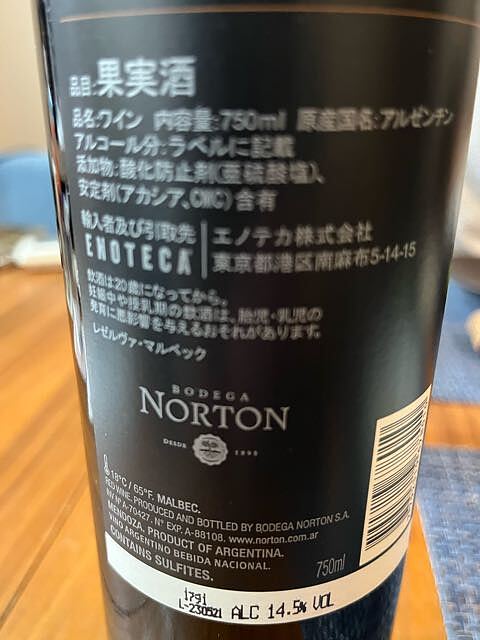 品目:果実酒
品名:ワイン 内容量:750ml 原産国名:アルゼンチン
アルコール分:ラベルに記載
添加物:酸化防止剤(亜硫酸塩)、
安定剤(アカシア、CMC)含有
輸入者及び引取先
ENOTECA
エノテカ株式会社
東京都港区南麻布5-14-15
飲酒は20歳になってから。
妊娠中や授乳期の飲酒は、胎児・乳児の
発育に悪影響を与えるおそれがあります。
レゼルヴァ・マルベック
BODEGA
NORTON
DESDE 1895
18°C / 65°F. MALBEC.
RED WINE. PRODUCED AND BOTTLED BY BODEGA NORTON S.A.
NV Nº A-70427. N° EXP. A-88108. www.norton.com.ar
MENDOZA, PRODUCT OF ARGENTINA.
VINO ARGENTINO BEBIDA NACIONAL.
CONTAINS SULFITES.
750ml
1791
L-230521 ALC 14.5% VOL